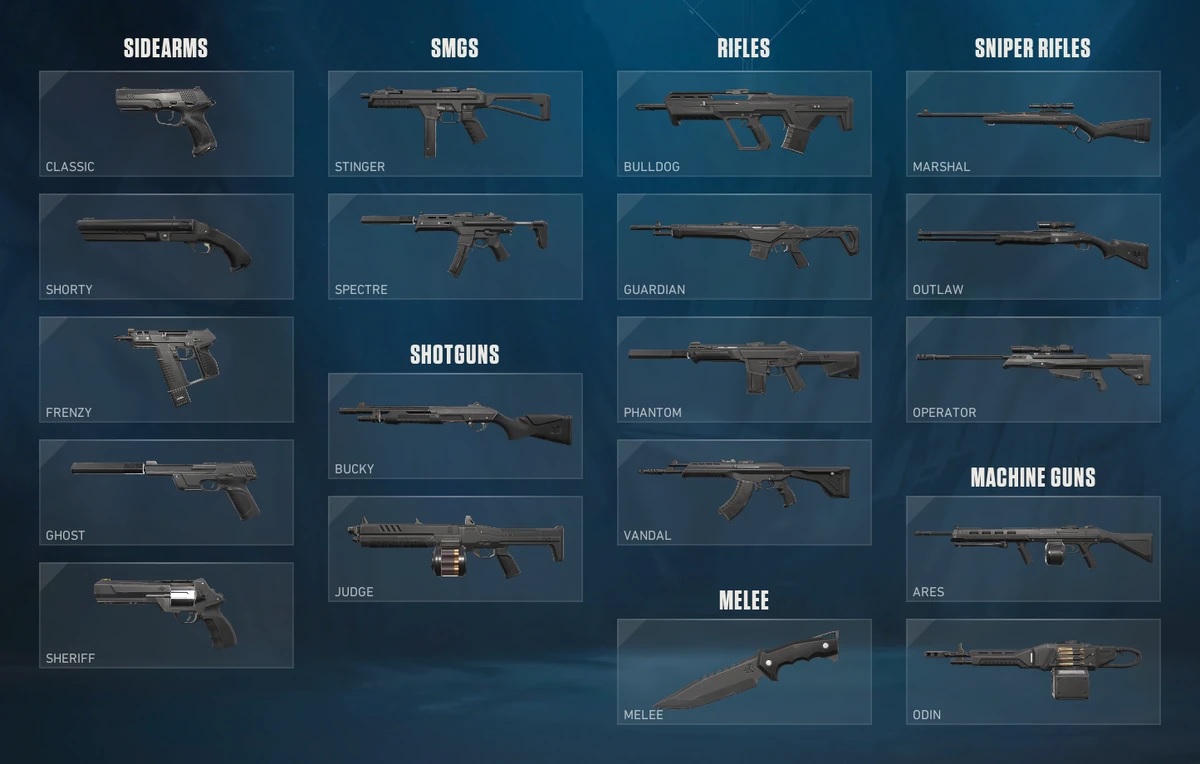 SIDEARMS
CLASSIC
SHORTY
FRENZY
GHOST
SHERIFF
SMGS
STINGER
SPECTRE
SHOTGUNS
BUCKY
JUDGE
RIFLES
BULLDOG
GUARDIAN
PHANTOM
VANDAL
MELEE
MELEE
SNIPER RIFLES
MARSHAL
OUTLAW
OPERATOR
MACHINE GUNS
ARES
ODIN